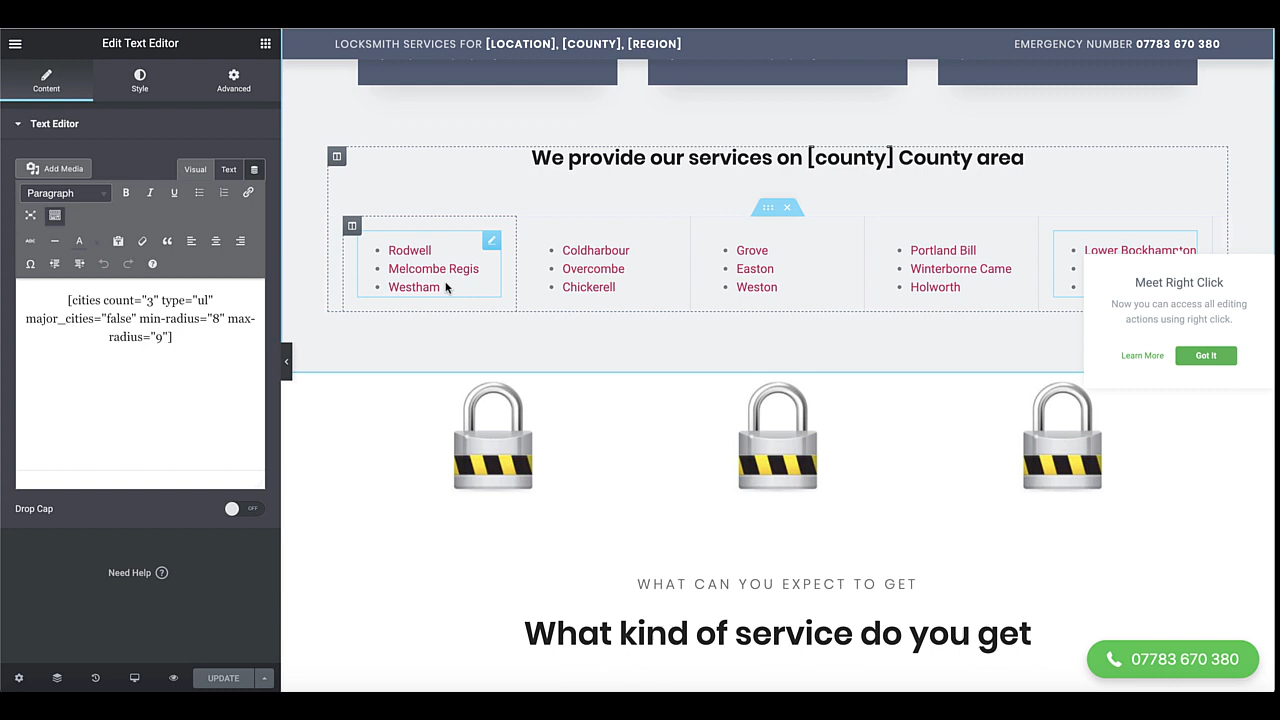 Edit Text Editor
Content
Style
Advanced
Text Editor
Add Media
Visual
Text
Paragraph
B
I
U
ABC
A
[cities count="3" type="ul"
major_cities="false" min-radius="8" max-
radius="9"]
Drop Cap
OFF
Need Help
UPDATE
LOCKSMITH SERVICES FOR [LOCATION], [COUNTY], [REGION]
EMERGENCY NUMBER 07783 670 380
We provide our services on [county] County area
Rodwell
Melcombe Regis
Westham
Coldharbour
Overcombe
Chickerell
Grove
Easton
Weston
Portland Bill
Winterborne Came
Holworth
Lower Bockhampton
Meet Right Click
Now you can access all editing
actions using right click.
Learn More
Got It
WHAT CAN YOU EXPECT TO GET
What kind of service do you get
07783 670 380